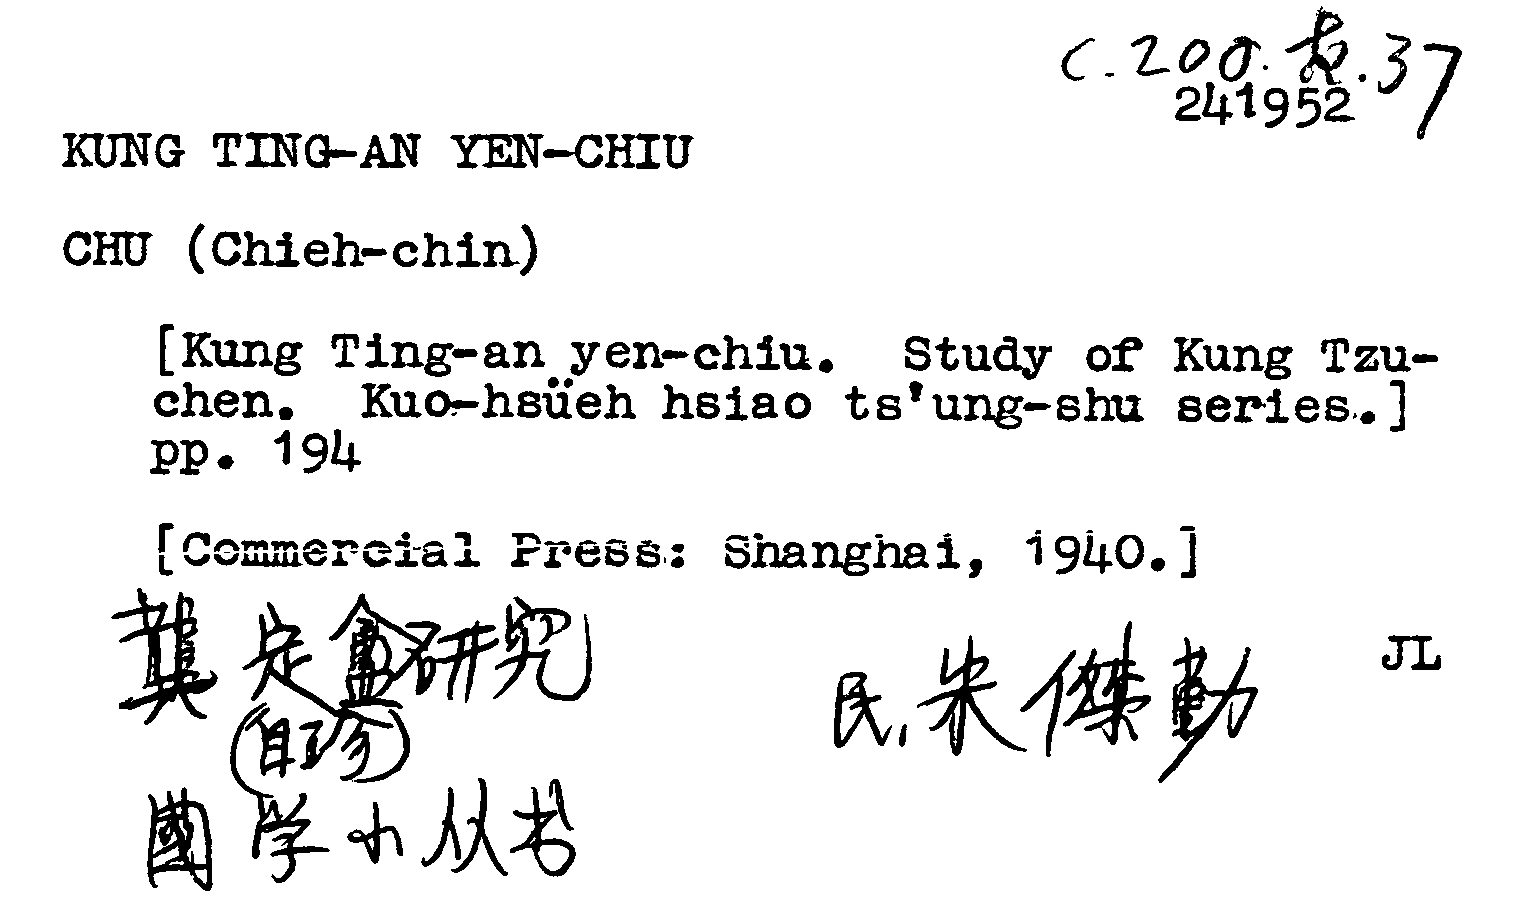 C.200.友.37
241952
KUNG TING-AN YEN-CHIU
CHU (Chieh-chin)
[Kung Ting-an yen-chiu. Study of Kung Tzu-
chen. Kuo-hsüeh hsiao ts'ung-shu series.]
pp. 194
[Commercial Press: Shanghai, 1940.]
龔定盦研究
(自珍)
民.朱傑勤
JL
國学小从书